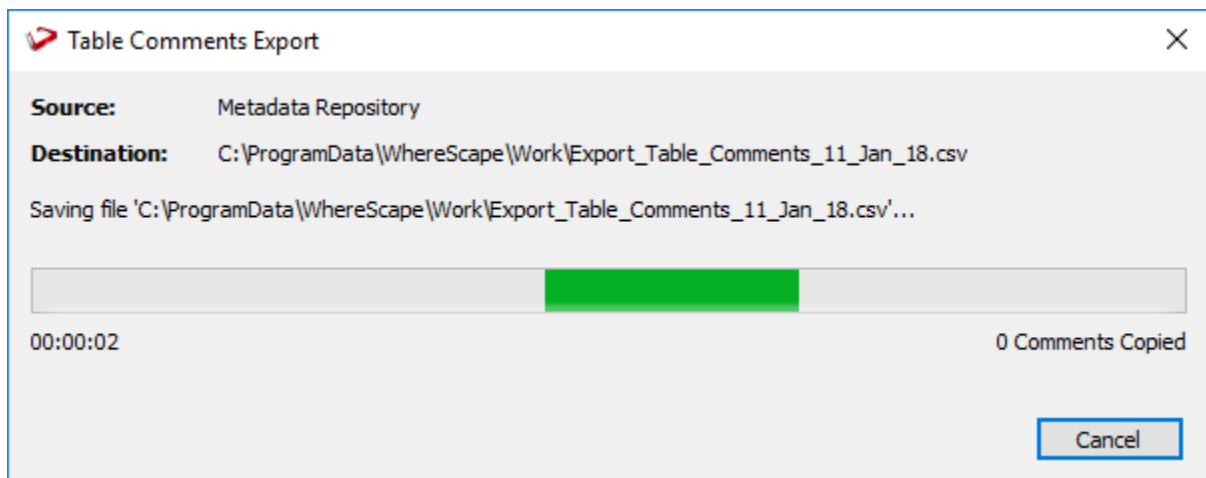 Table Comments Export
Source: Metadata Repository
Destination: C:\ProgramData\WhereScape\Work\Export_Table_Comments_11_Jan_18.csv
Saving file 'C:\ProgramData\WhereScape\Work\Export_Table_Comments_11_Jan_18.csv'...
00:00:02 0 Comments Copied
Cancel